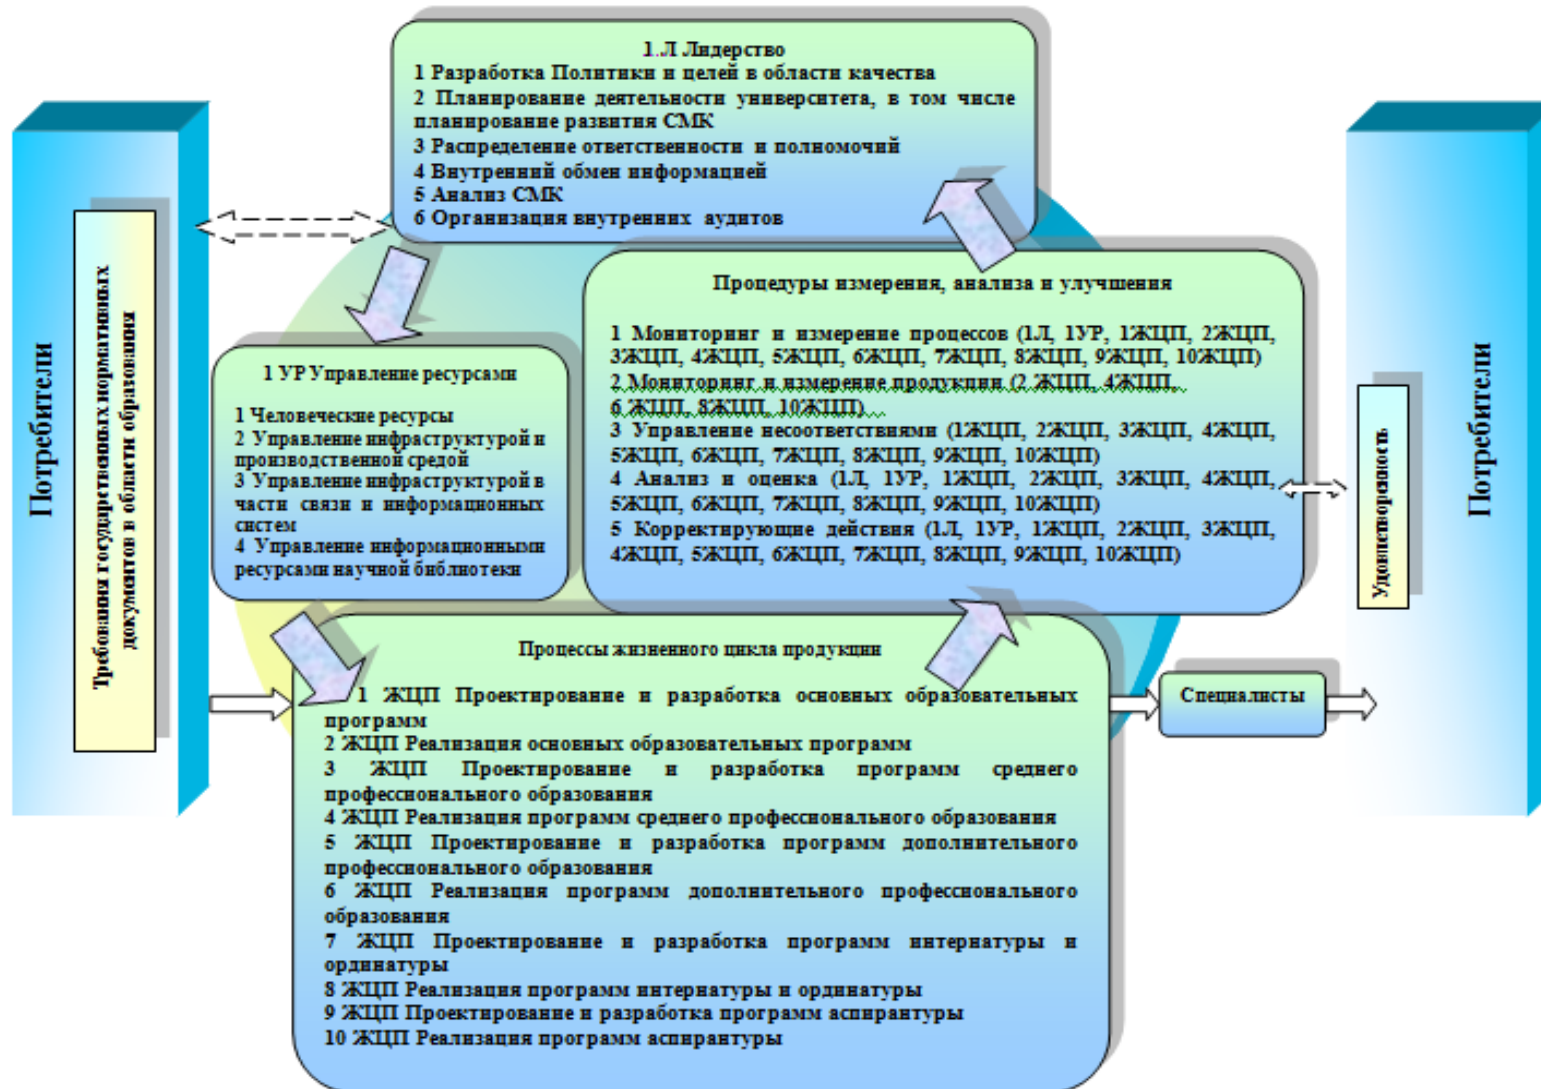 1.Л Лидерство
1 Разработка Политики и целей в области качества
2 Планирование деятельности университета, в том числе
планирование развития СМК
3 Распределение ответственности и полномочий
4 Внутренний обмен информацией
5 Анализ СМК
6 Организация внутренних аудитов
Потребители
Требования государственных нормативных
документов в области образования
1 УР Управление ресурсами
1 Человеческие ресурсы
2 Управление инфраструктурой и
производственной средой
3 Управление инфраструктурой в
части связи и информационных
систем
4 Управление информационными
ресурсами научной библиотеки
Процедуры измерения, анализа и улучшения
1 Мониторинг и измерение процессов (1Л, 1УР, 1ЖЦП, 2ЖЦП,
3ЖЦП, 4ЖЦП, 5ЖЦП, 6ЖЦП, 7ЖЦП, 8ЖЦП, 9ЖЦП, 10ЖЦП)
2 Мониторинг и измерение продукции (2 ЖЦП, 4ЖЦП,
6 ЖЦП, 8ЖЦП, 10ЖЦП)
3 Управление несоответствиями (1ЖЦП, 2ЖЦП, 3ЖЦП, 4ЖЦП,
5ЖЦП, 6ЖЦП, 7ЖЦП, 8ЖЦП, 9ЖЦП, 10ЖЦП)
4 Анализ и оценка (1Л, 1УР, 1ЖЦП, 2ЖЦП, 3ЖЦП, 4ЖЦП,
5ЖЦП, 6ЖЦП, 7ЖЦП, 8ЖЦП, 9ЖЦП, 10ЖЦП)
5 Корректирующие действия (1Л, 1УР, 1ЖЦП, 2ЖЦП, 3ЖЦП,
4ЖЦП, 5ЖЦП, 6ЖЦП, 7ЖЦП, 8ЖЦП, 9ЖЦП, 10ЖЦП)
Удовлетворенность
Потребители
Процессы жизненного цикла продукции
1 ЖЦП Проектирование и разработка основных образовательных
программ
2 ЖЦП Реализация основных образовательных программ
3 ЖЦП Проектирование и разработка программ среднего
профессионального образования
4 ЖЦП Реализация программ среднего профессионального образования
5 ЖЦП Проектирование и разработка программ дополнительного
профессионального образования
6 ЖЦП Реализация программ дополнительного профессионального
образования
7 ЖЦП Проектирование и разработка программ интернатуры и
ординатуры
8 ЖЦП Реализация программ интернатуры и ординатуры
9 ЖЦП Проектирование и разработка программ аспирантуры
10 ЖЦП Реализация программ аспирантуры
Специалисты